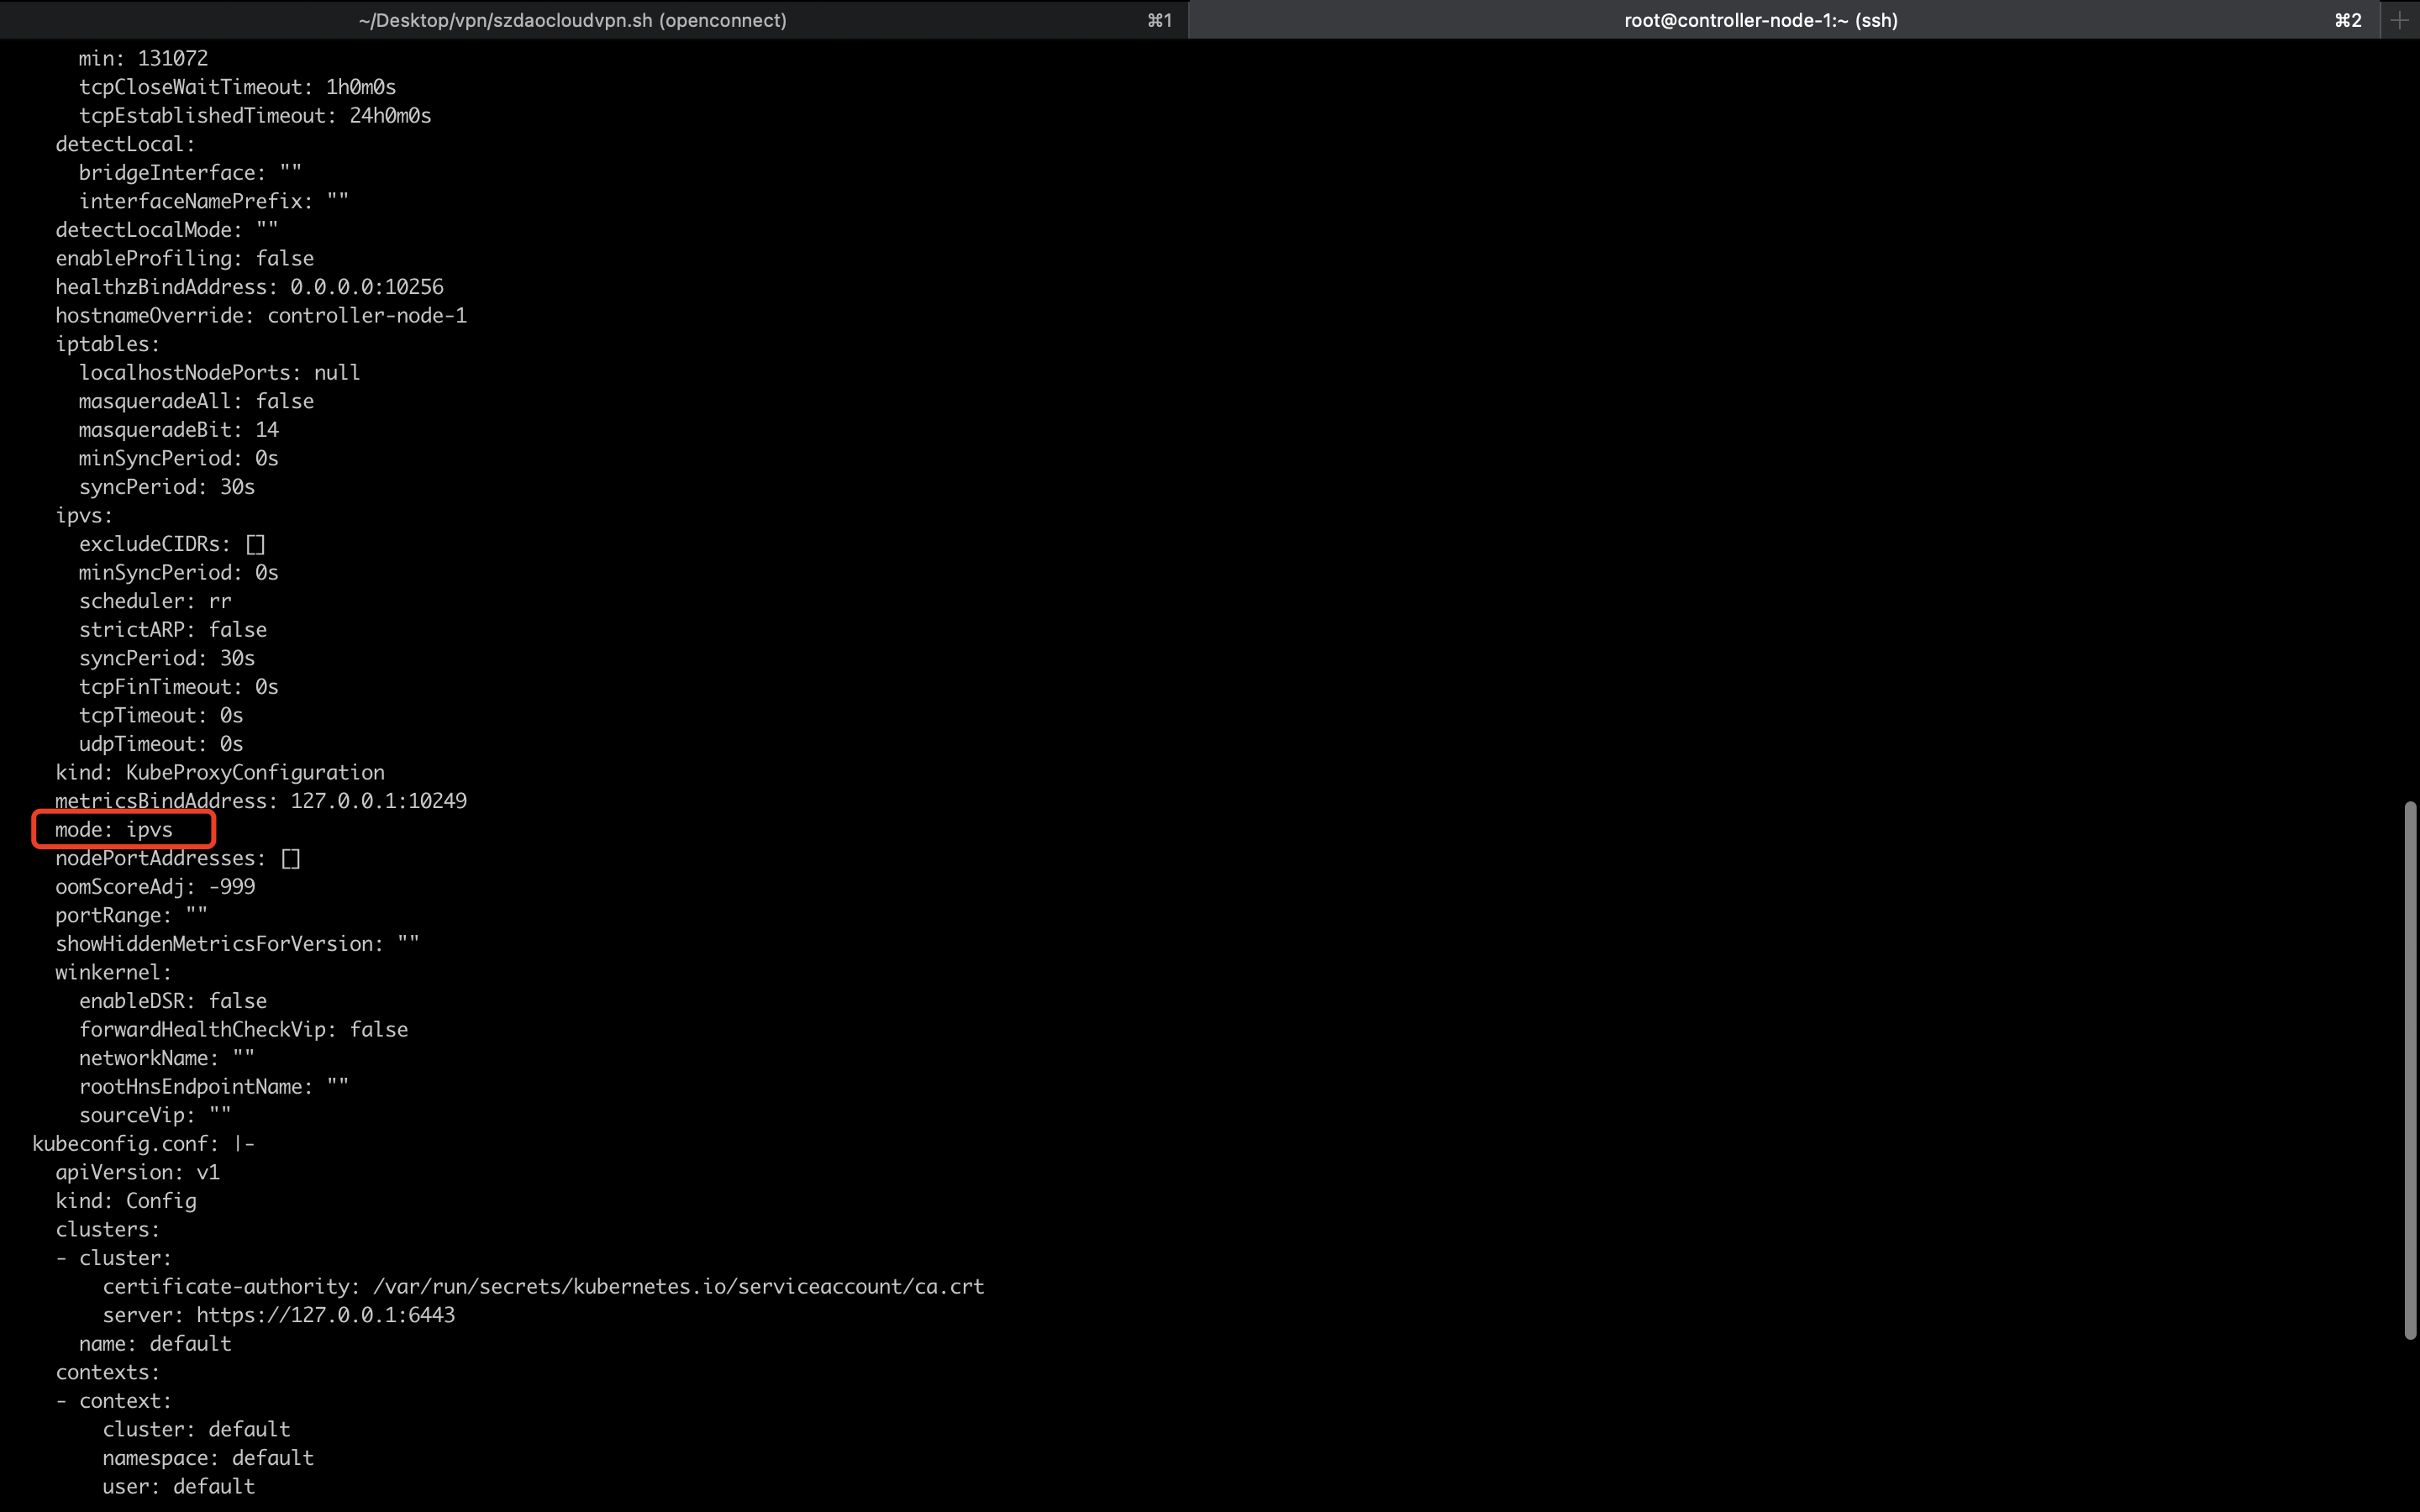 ~/Desktop/vpn/szdaocloudvpn.sh (openconnect) ⌘1 root@controller-node-1:~ (ssh) ⌘2
min: 131072
tcpCloseWaitTimeout: 1h0m0s
tcpEstablishedTimeout: 24h0m0s
detectLocal:
bridgeInterface: ""
interfaceNamePrefix: ""
detectLocalMode: ""
enableProfiling: false
healthzBindAddress: 0.0.0.0:10256
hostnameOverride: controller-node-1
iptables:
localhostNodePorts: null
masqueradeAll: false
masqueradeBit: 14
minSyncPeriod: 0s
syncPeriod: 30s
ipvs:
excludeCIDRs: []
minSyncPeriod: 0s
scheduler: rr
strictARP: false
syncPeriod: 30s
tcpFinTimeout: 0s
tcpTimeout: 0s
udpTimeout: 0s
kind: KubeProxyConfiguration
metricsBindAddress: 127.0.0.1:10249
mode: ipvs
nodePortAddresses: []
oomScoreAdj: -999
portRange: ""
showHiddenMetricsForVersion: ""
winkernel:
enableDSR: false
forwardHealthCheckVip: false
networkName: ""
rootHnsEndpointName: ""
sourceVip: ""
kubeconfig.conf: |-
apiVersion: v1
kind: Config
clusters:
- cluster:
certificate-authority: /var/run/secrets/kubernetes.io/serviceaccount/ca.crt
server: https://127.0.0.1:6443
name: default
contexts:
- context:
cluster: default
namespace: default
user: default